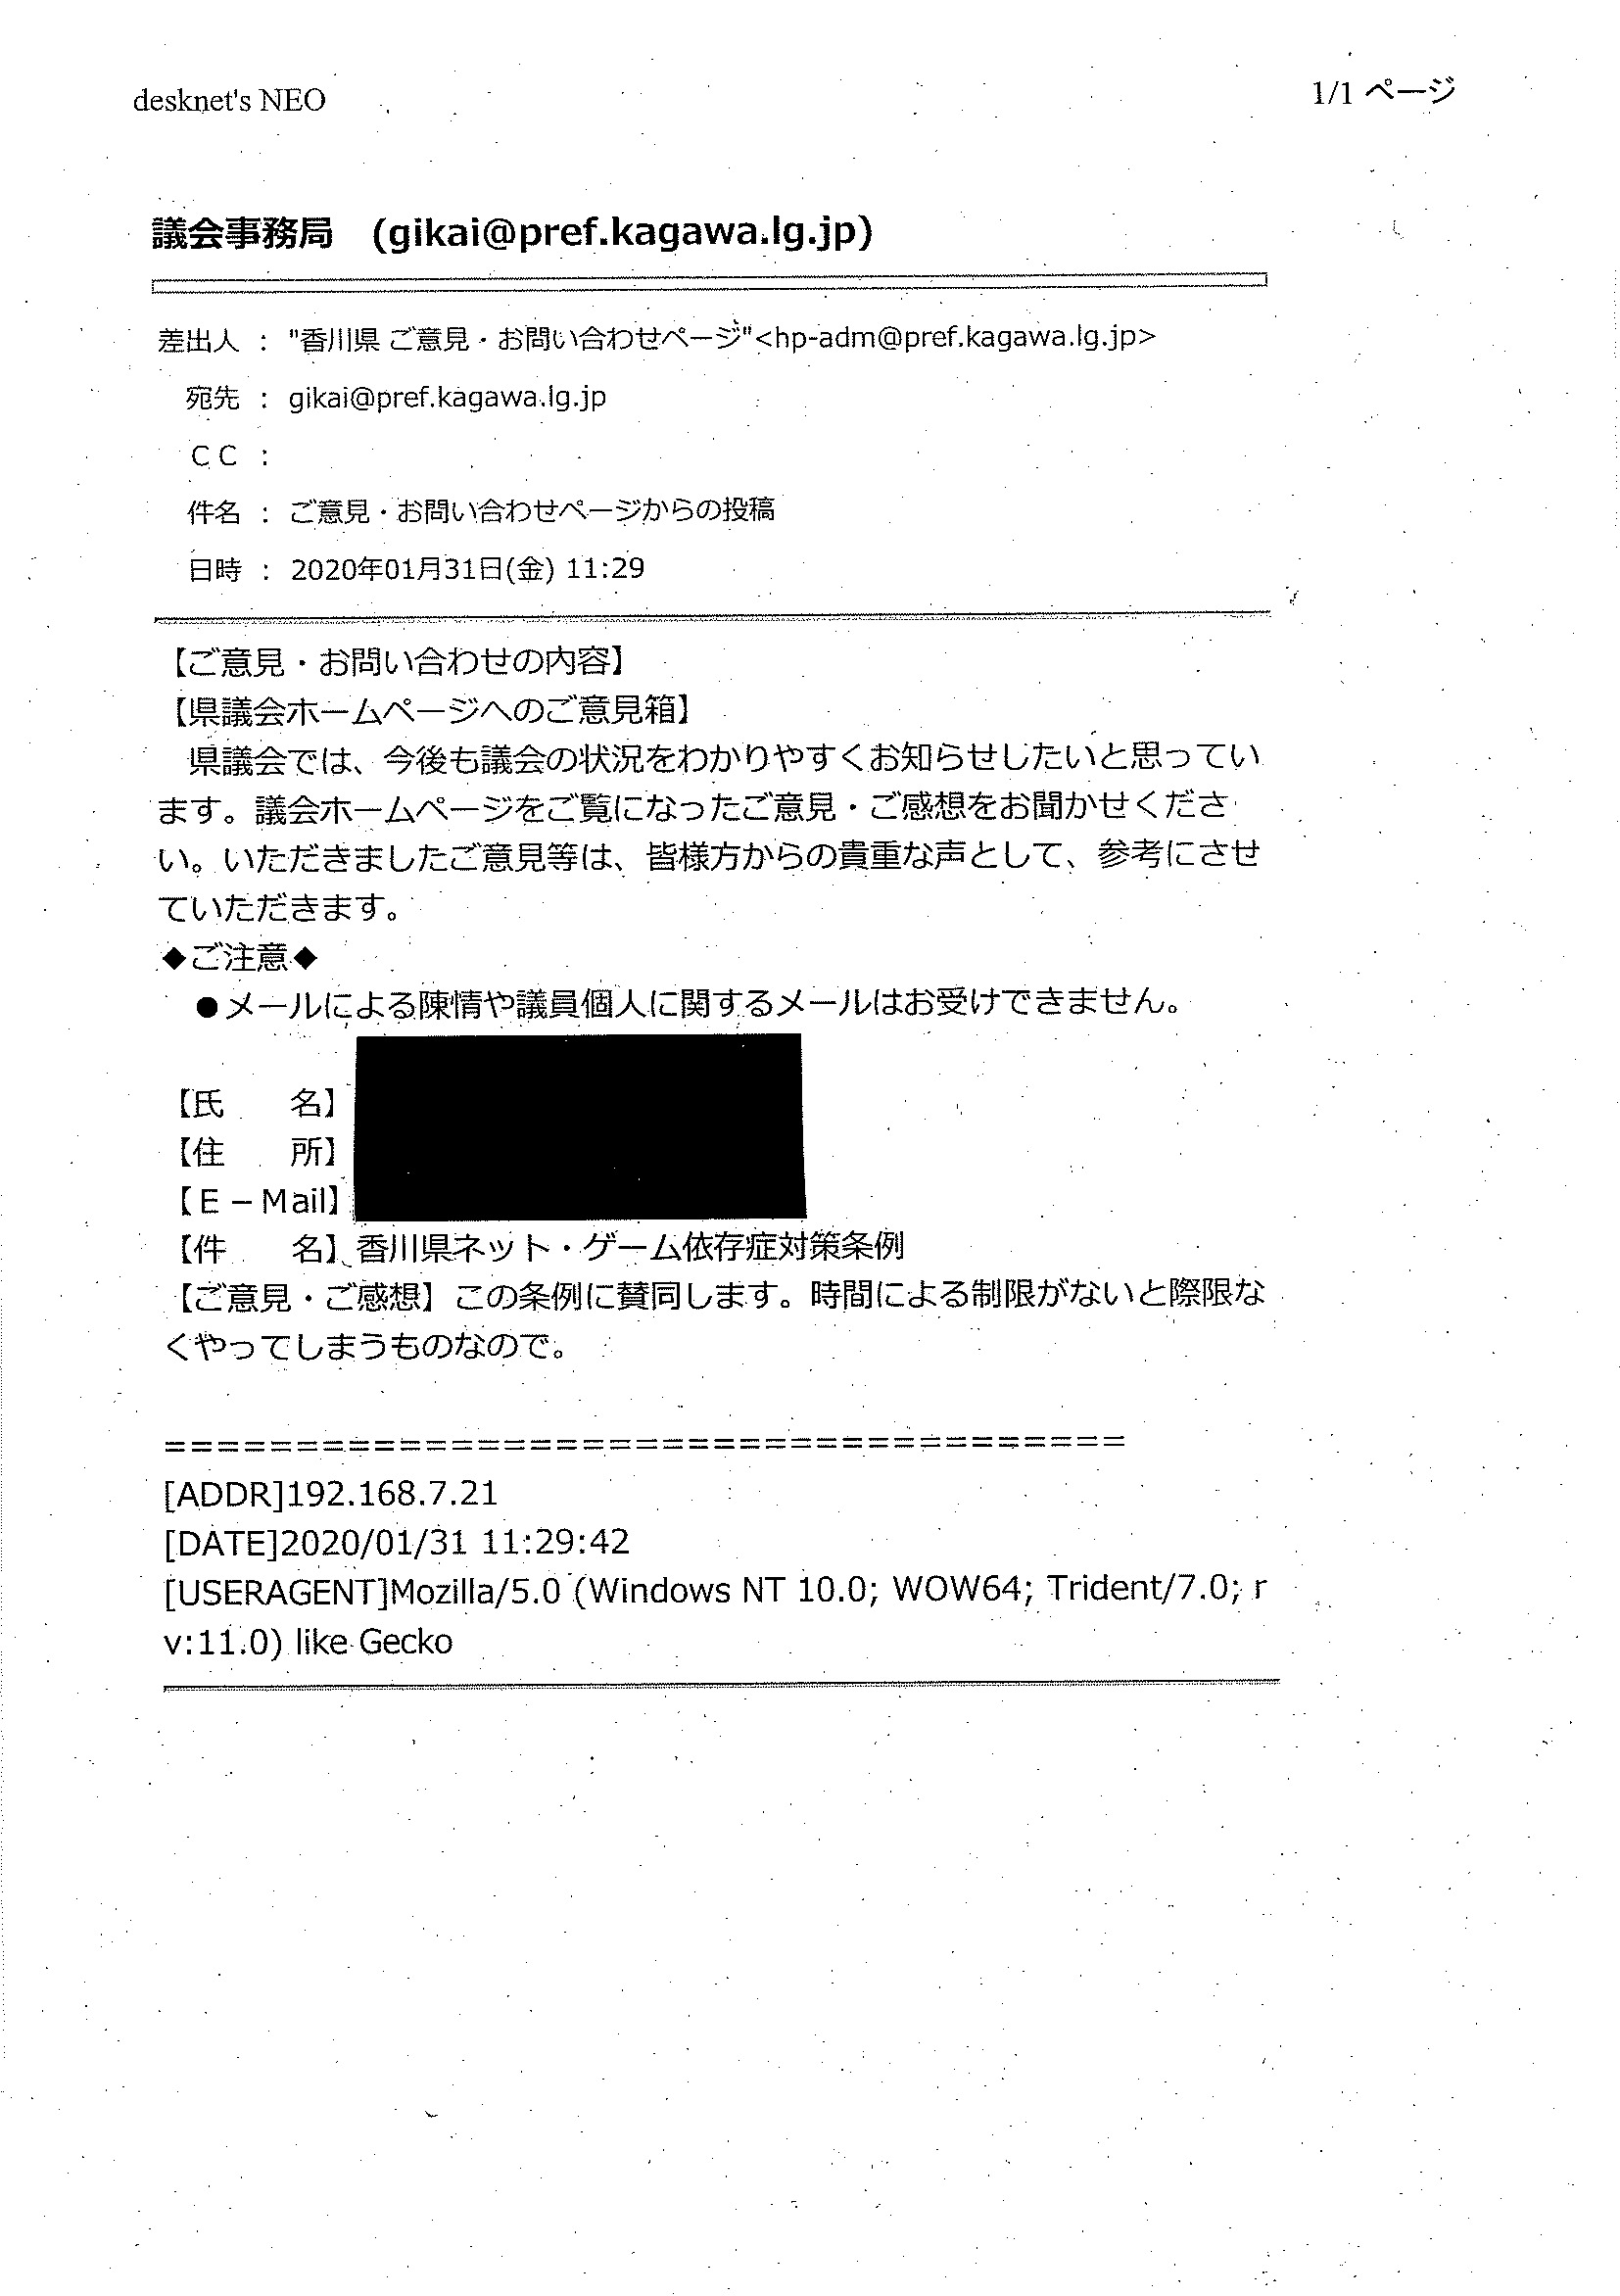 desknet's NEO
1/1 ページ
議会事務局　(gikai@pref.kagawa.lg.jp)
差出人 ： "香川県 ご意見・お問い合わせページ"<hp-adm@pref.kagawa.lg.jp>
宛先 ： gikai@pref.kagawa.lg.jp
ＣＣ ：
件名 ： ご意見・お問い合わせページからの投稿
日時 ： 2020年01月31日(金) 11:29
【ご意見・お問い合わせの内容】
【県議会ホームページへのご意見箱】
　県議会では、今後も議会の状況をわかりやすくお知らせしたいと思ってい
ます。議会ホームページをご覧になったご意見・ご感想をお聞かせくださ
い。いただきましたご意見等は、皆様方からの貴重な声として、参考にさせ
ていただきます。
◆ご注意◆
　●メールによる陳情や議員個人に関するメールはお受けできません。
【氏　　名】
【住　　所】
【Ｅ－Mail】
【件　　名】香川県ネット・ゲーム依存症対策条例
【ご意見・ご感想】この条例に賛同します。時間による制限がないと際限な
くやってしまうものなので。
=====================================
[ADDR]192.168.7.21
[DATE]2020/01/31 11:29:42
[USERAGENT]Mozilla/5.0 (Windows NT 10.0; WOW64; Trident/7.0; r
v:11.0) like Gecko